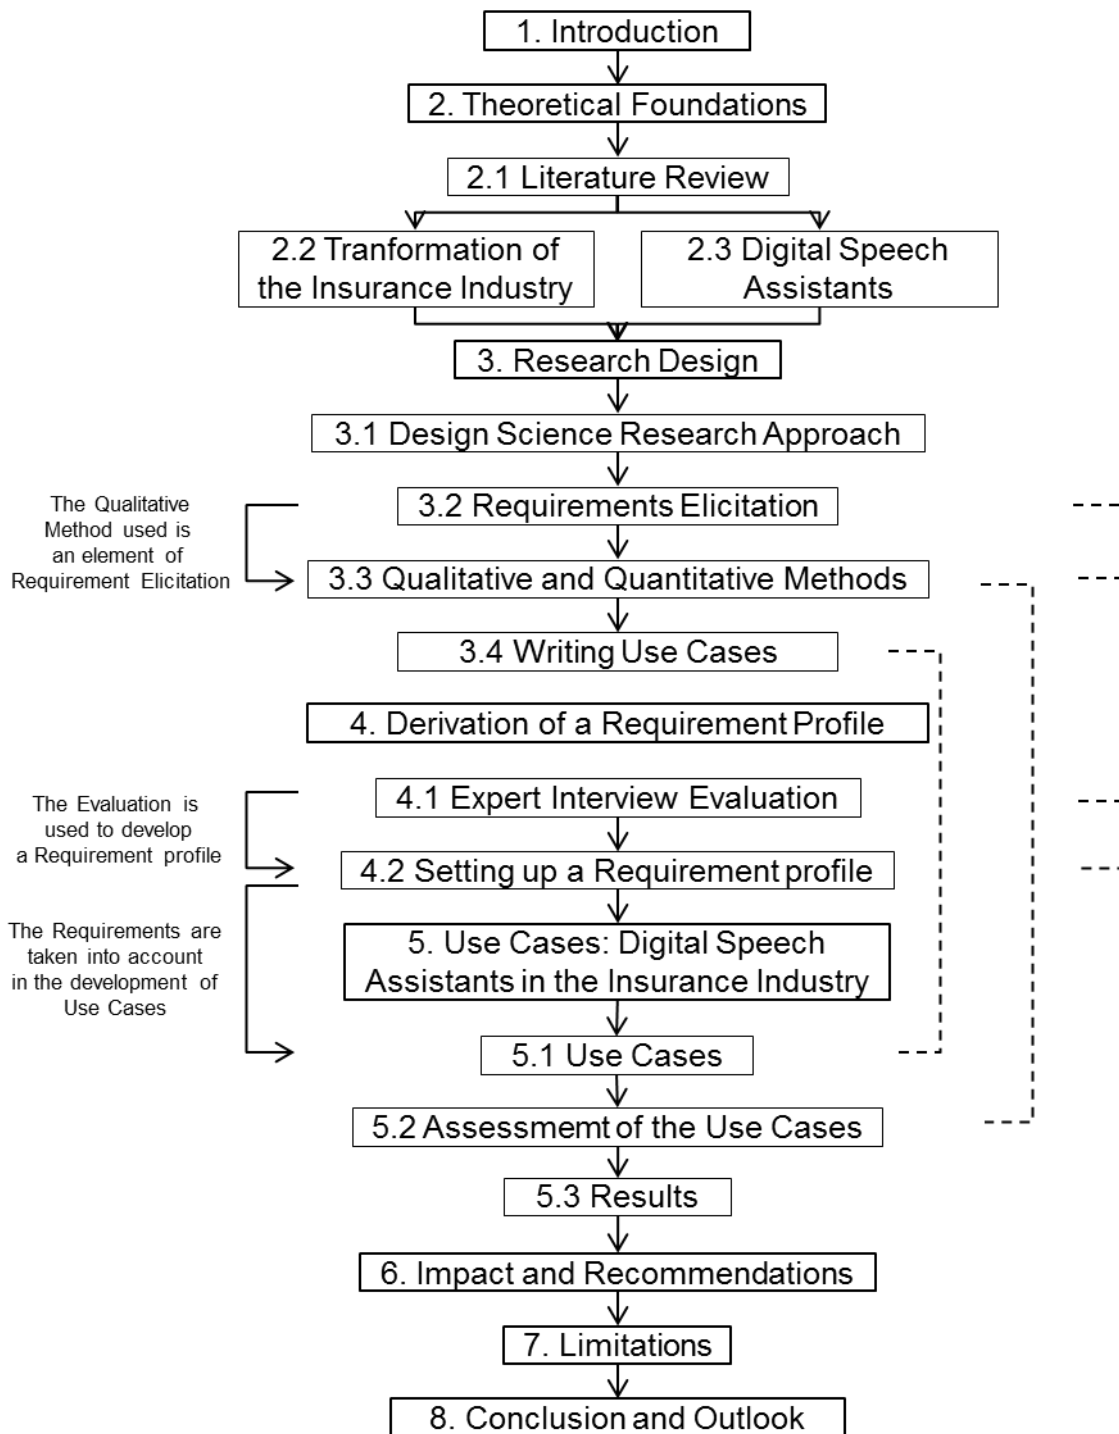 1. Introduction
2. Theoretical Foundations
2.1 Literature Review
2.2 Tranformation of
the Insurance Industry
2.3 Digital Speech
Assistants
3. Research Design
3.1 Design Science Research Approach
The Qualitative
Method used is
an element of
Requirement Elicitation
3.2 Requirements Elicitation
3.3 Qualitative and Quantitative Methods
3.4 Writing Use Cases
4. Derivation of a Requirement Profile
The Evaluation is
used to develop
a Requirement profile
4.1 Expert Interview Evaluation
4.2 Setting up a Requirement profile
The Requirements are
taken into account
in the development of
Use Cases
5. Use Cases: Digital Speech
Assistants in the Insurance Industry
5.1 Use Cases
5.2 Assessmemt of the Use Cases
5.3 Results
6. Impact and Recommendations
7. Limitations
8. Conclusion and Outlook